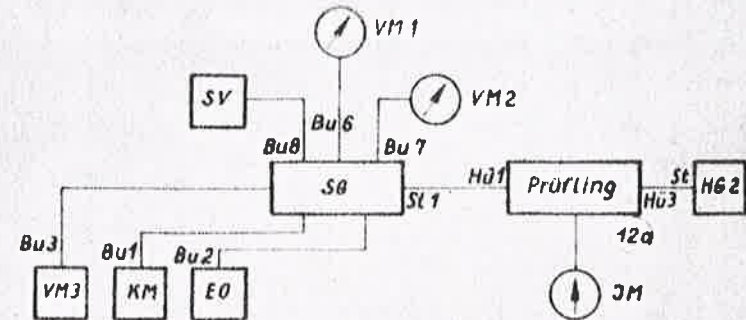 VM1
SV
VM2
Bu6
Bu8
Bu7
SG
Hü1
Prüfling
St
HG2
St1
Hü3
Bu3
Bu1
Bu2
12a
VM3
KM
EO
JM